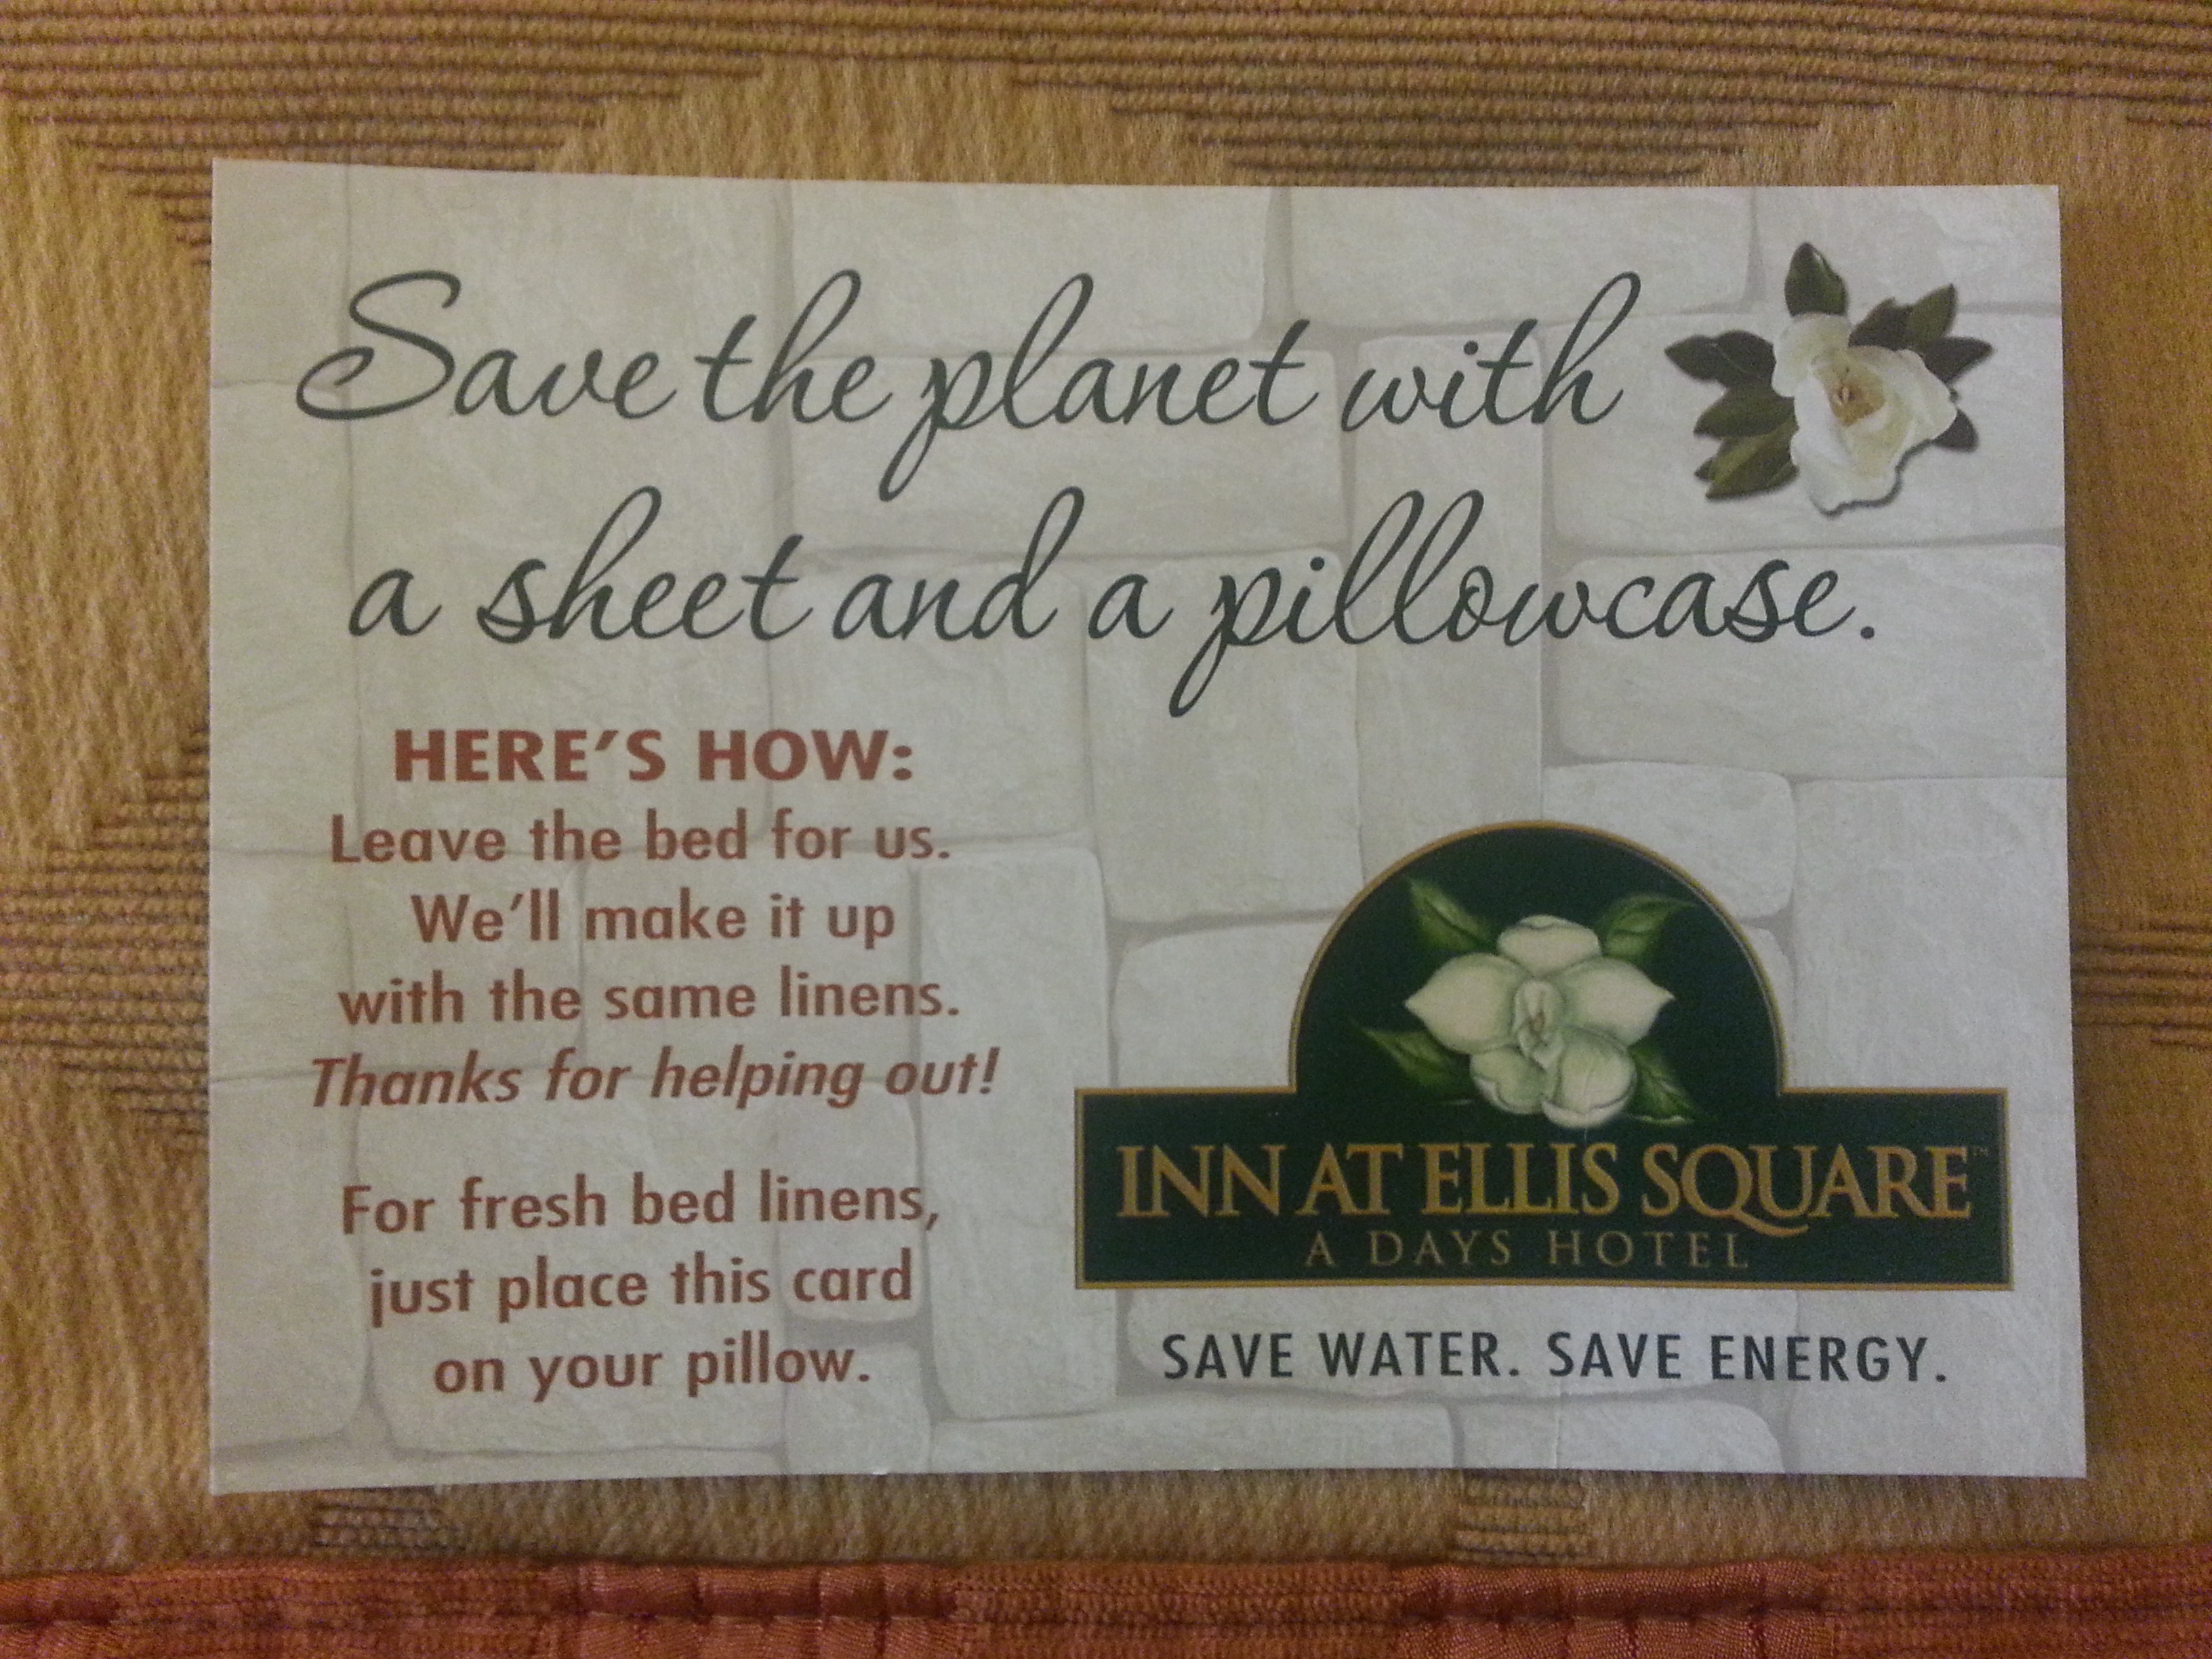 Save the planet with
a sheet and a pillowcase.
HERE'S HOW:
Leave the bed for us.
We'll make it up
with the same linens.
Thanks for helping out!
For fresh bed linens,
just place this card
on your pillow.
INN AT ELLIS SQUARE™
A DAYS HOTEL
SAVE WATER. SAVE ENERGY.